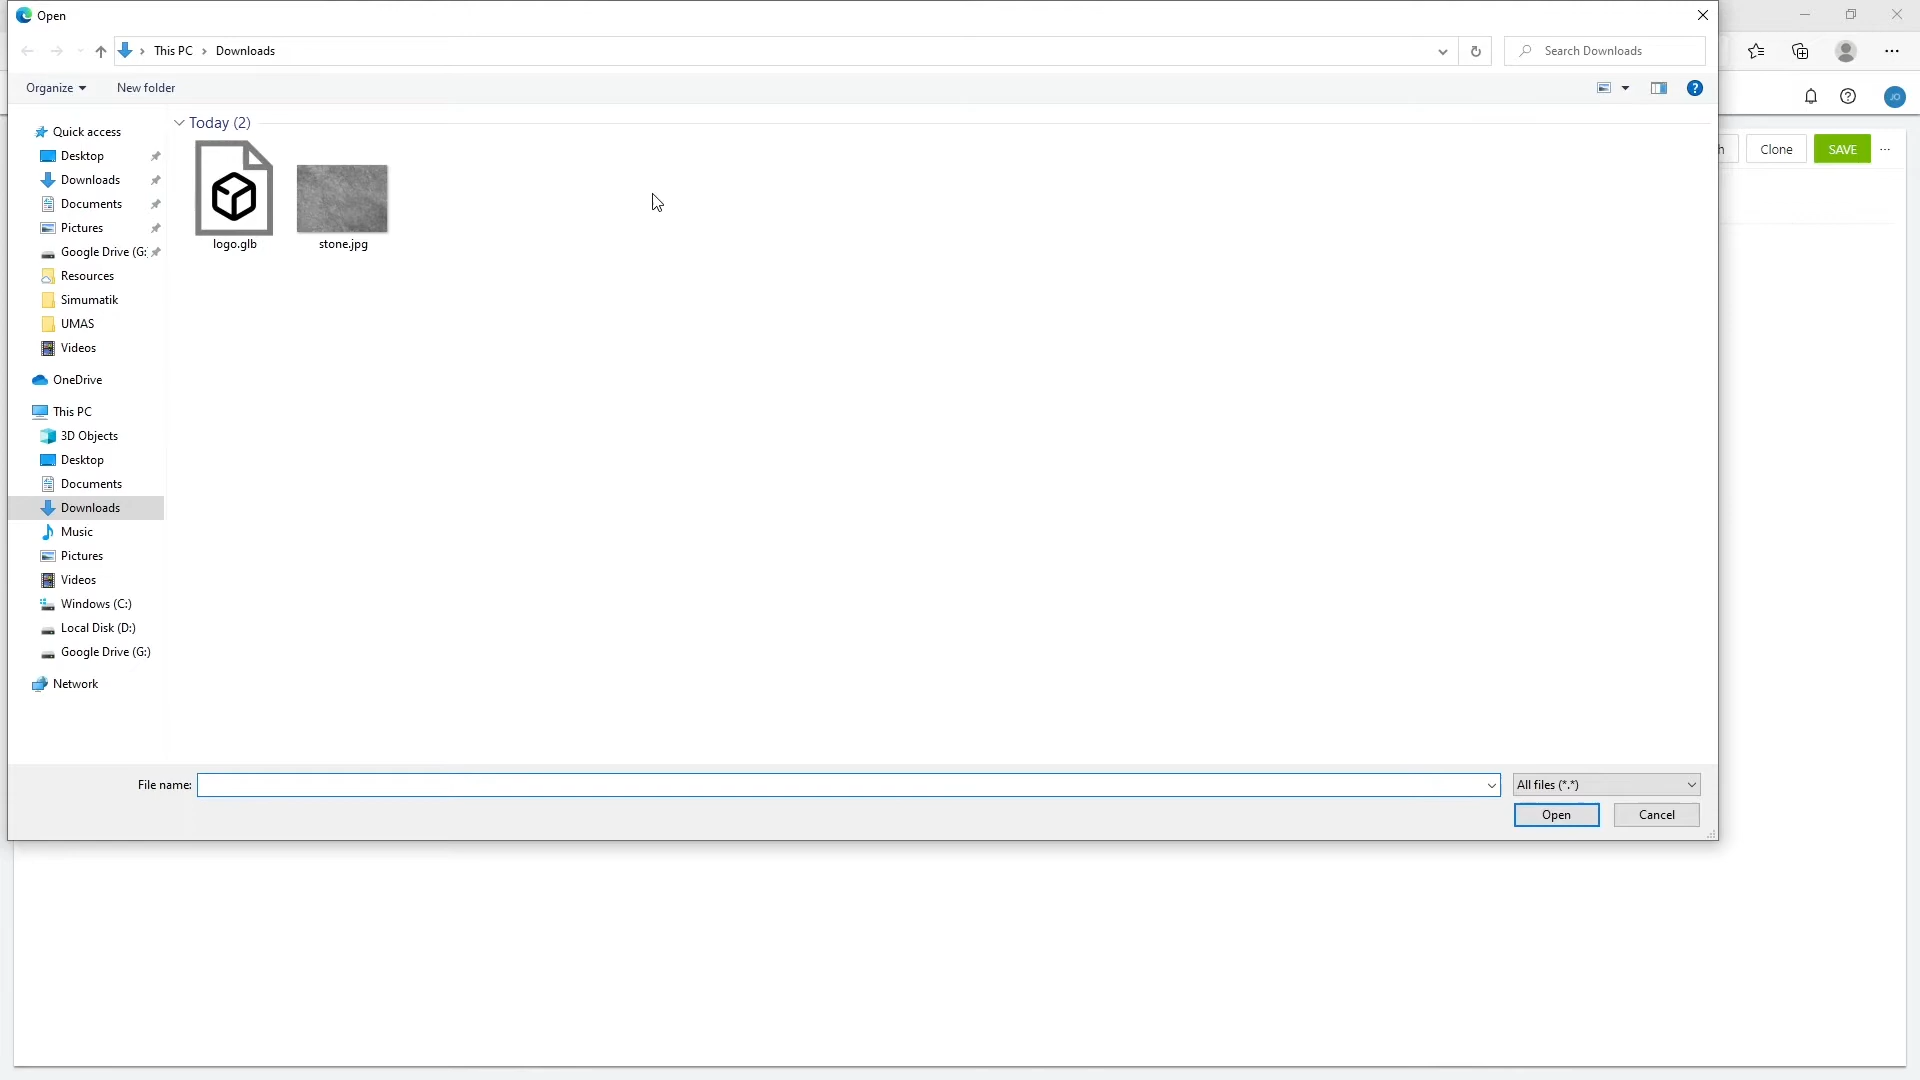 Open
This PC
Downloads
Search Downloads
Organize
New folder
Quick access
Desktop
Downloads
Documents
Pictures
Google Drive (G:
Resources
Simumatik
UMAS
Videos
OneDrive
This PC
3D Objects
Desktop
Documents
Downloads
Music
Pictures
Videos
Windows (C:)
Local Disk (D:)
Google Drive (G:)
Network
Today (2)
logo.glb
stone.jpg
h
Clone
SAVE
JO
File name:
All files (*.*)
Open
Cancel